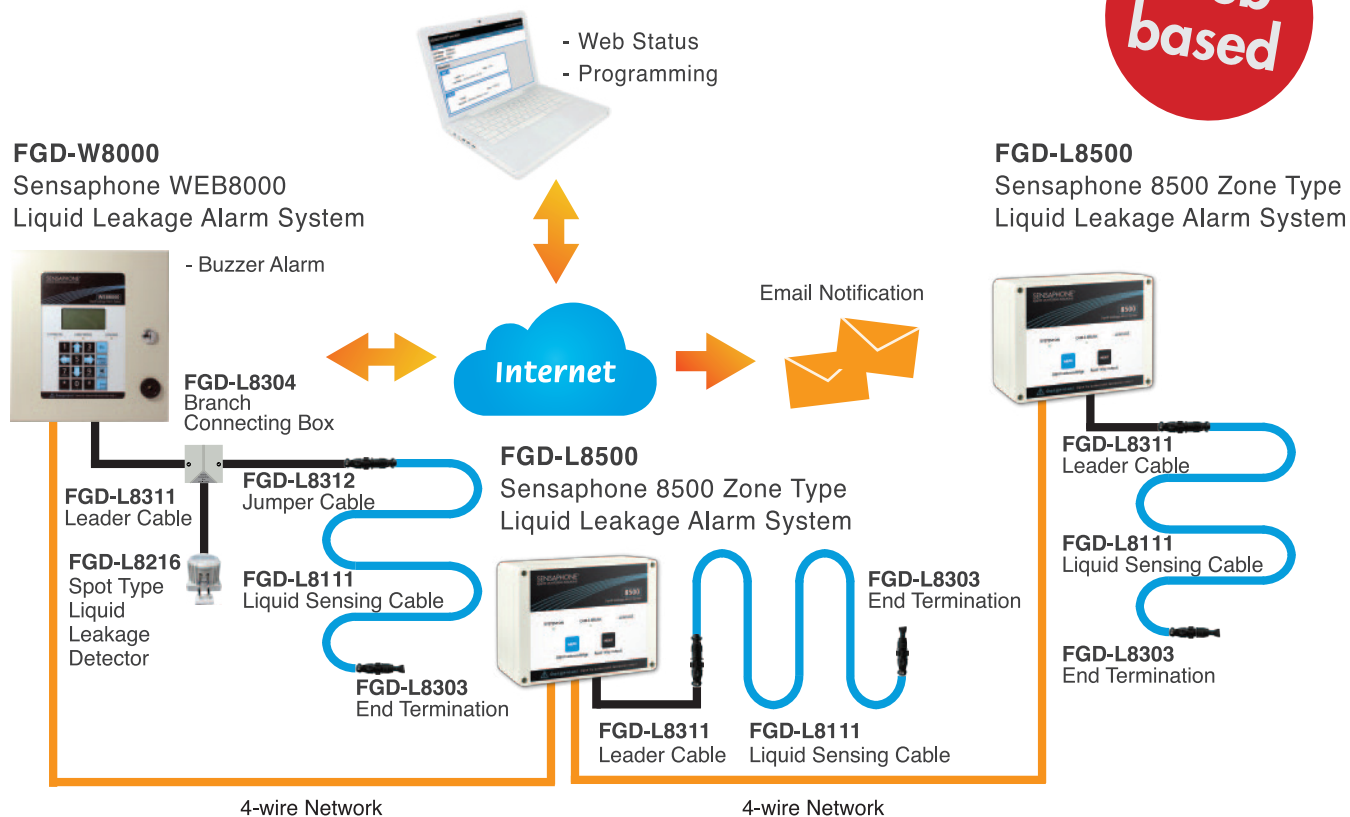 - Web Status
- Programming
based
FGD-W8000
Sensaphone WEB8000
Liquid Leakage Alarm System
- Buzzer Alarm
FGD-L8500
Sensaphone 8500 Zone Type
Liquid Leakage Alarm System
Email Notification
Internet
SENSAPHONE
SENSAPHONE
8500
FGD-L8304
Branch
Connecting Box
FGD-L8311
Leader Cable
FGD-L8312
Jumper Cable
FGD-L8216
Spot Type
Liquid
Leakage
Detector
FGD-L8111
Liquid Sensing Cable
FGD-L8303
End Termination
FGD-L8500
Sensaphone 8500 Zone Type
Liquid Leakage Alarm System
SENSAPHONE
8500
FGD-L8303
End Termination
FGD-L8311
Leader Cable
FGD-L8111
Liquid Sensing Cable
FGD-L8311
Leader Cable
FGD-L8111
Liquid Sensing Cable
FGD-L8303
End Termination
4-wire Network
4-wire Network